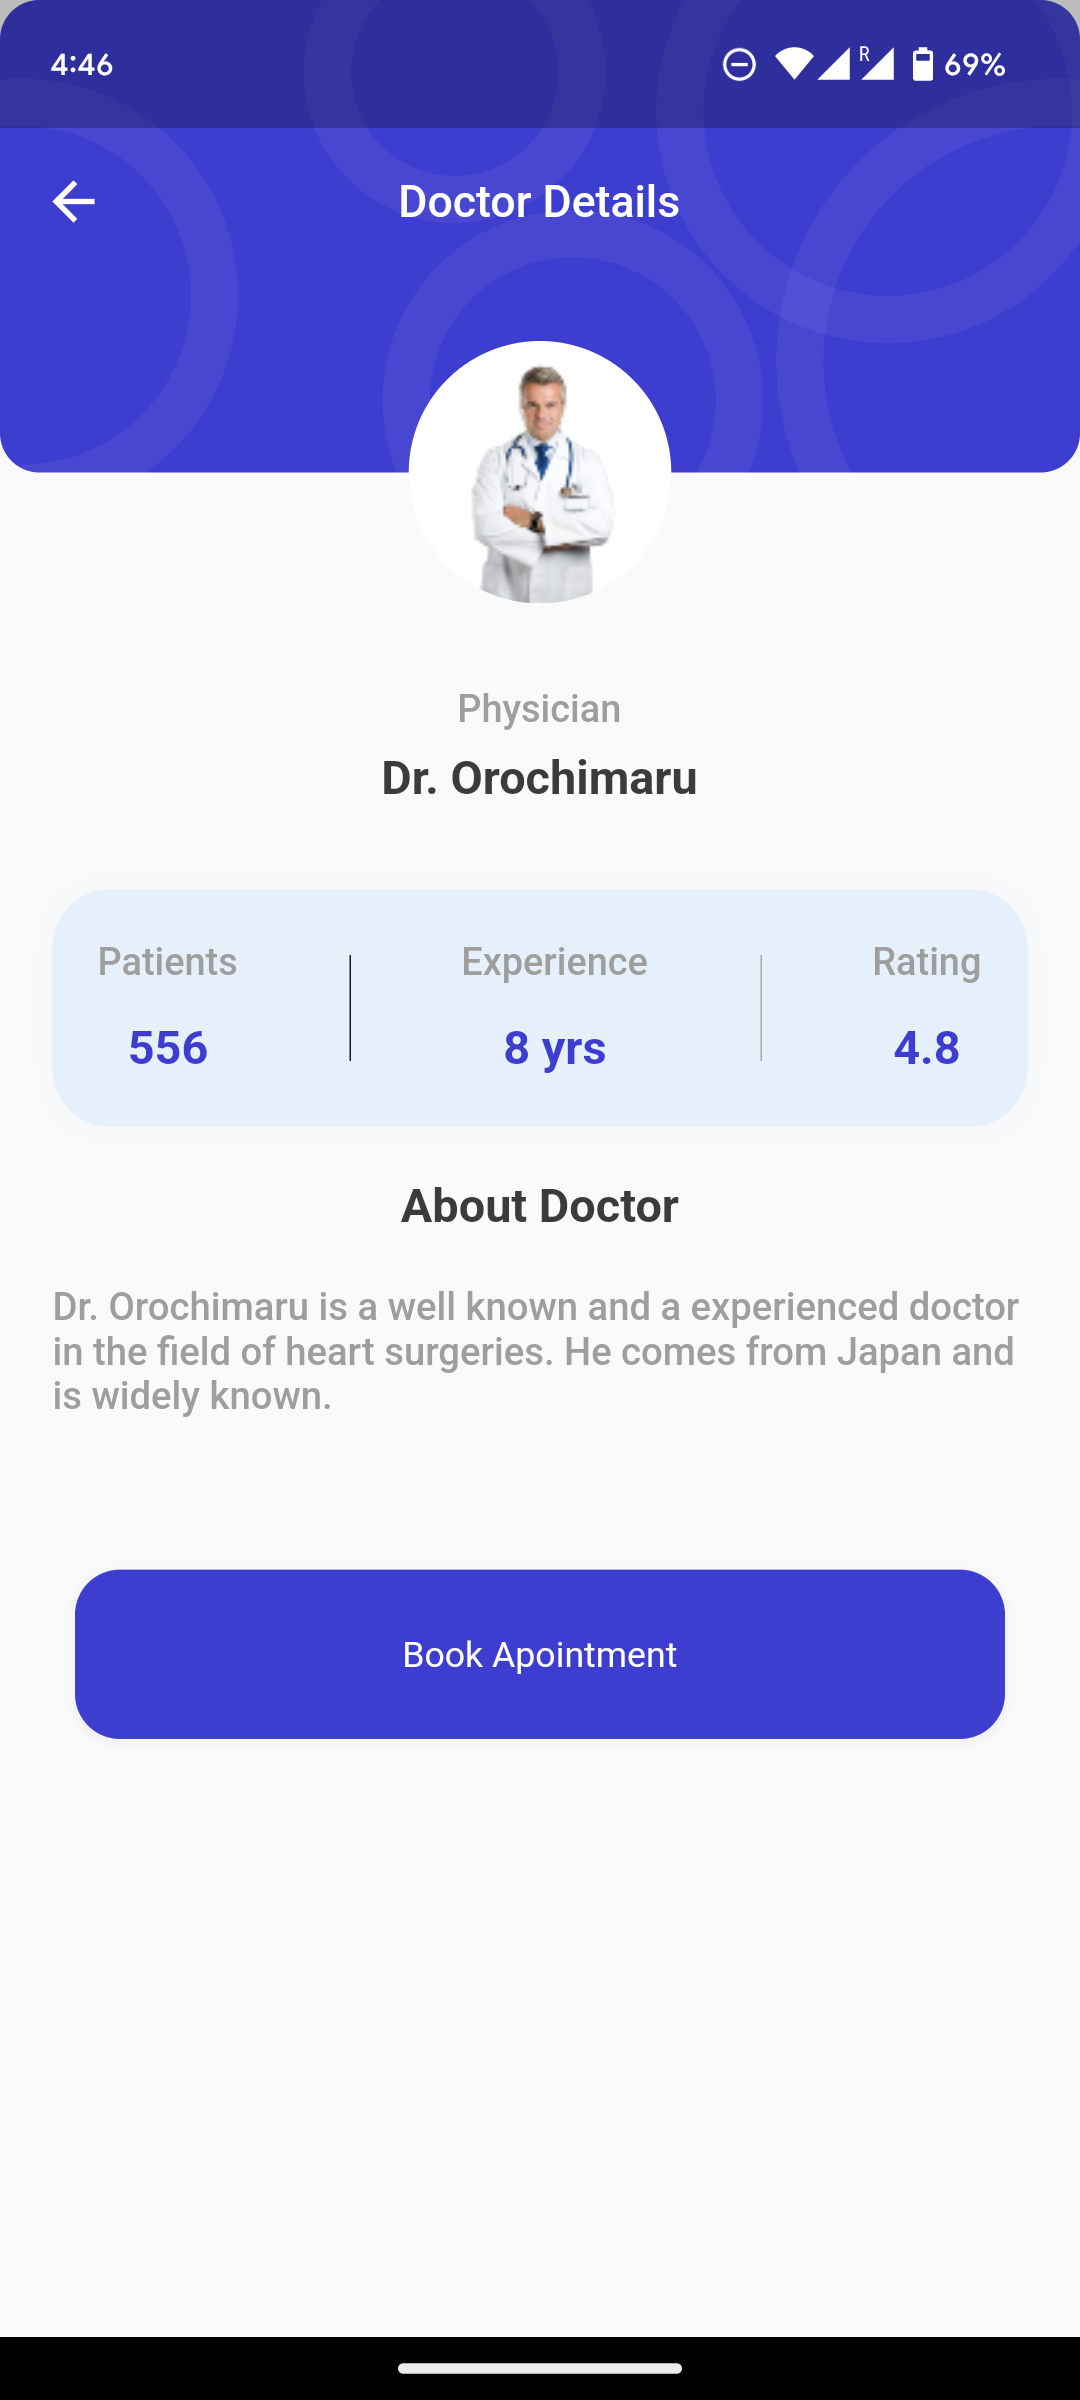 4:46
R
69%
Doctor Details
Physician
Dr. Orochimaru
Patients
Experience
Rating
556
8 yrs
4.8
About Doctor
Dr. Orochimaru is a well known and a experienced doctor
in the field of heart surgeries. He comes from Japan and
is widely known.
Book Apointment